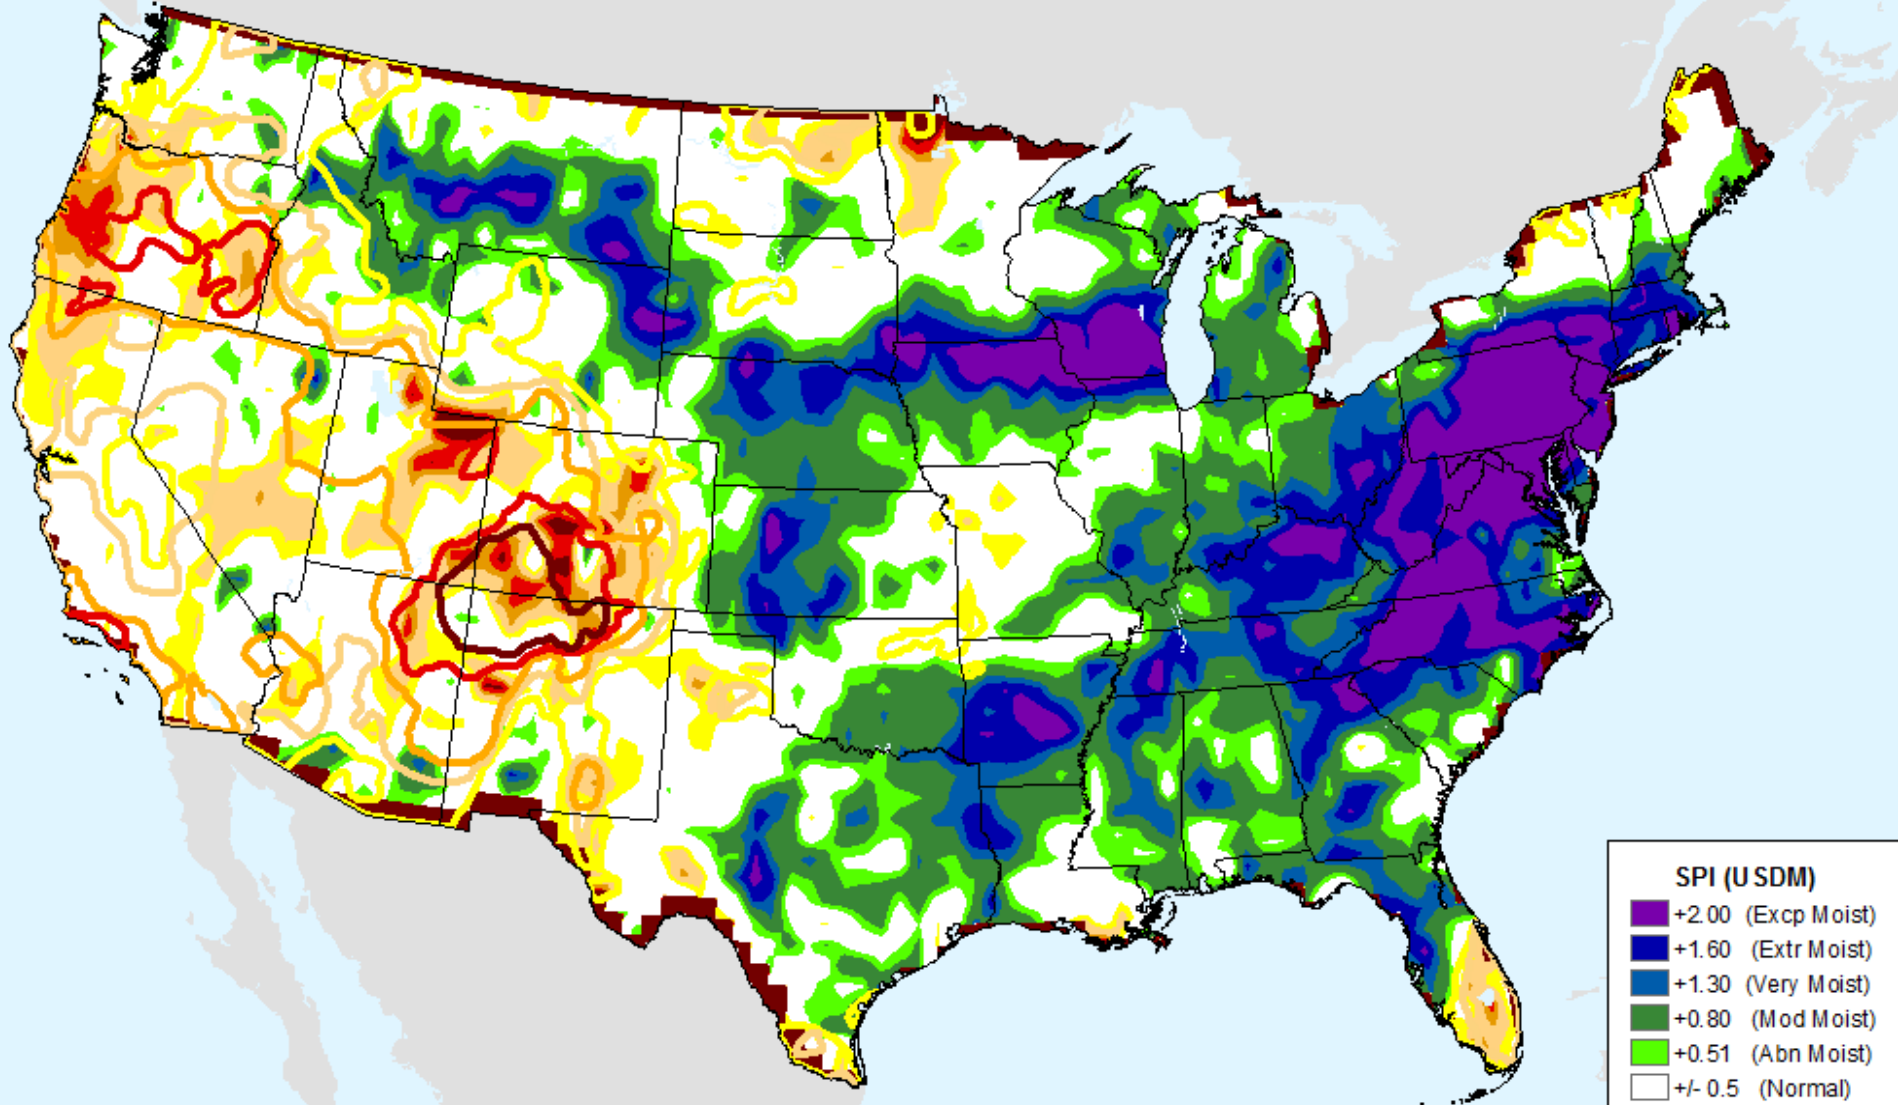 SPI (USDM)
+2.00 (Excp Moist)
+1.60 (Extr Moist)
+1.30 (Very Moist)
+0.80 (Mod Moist)
+0.51 (Abn Moist)
+/- 0.5 (Normal)